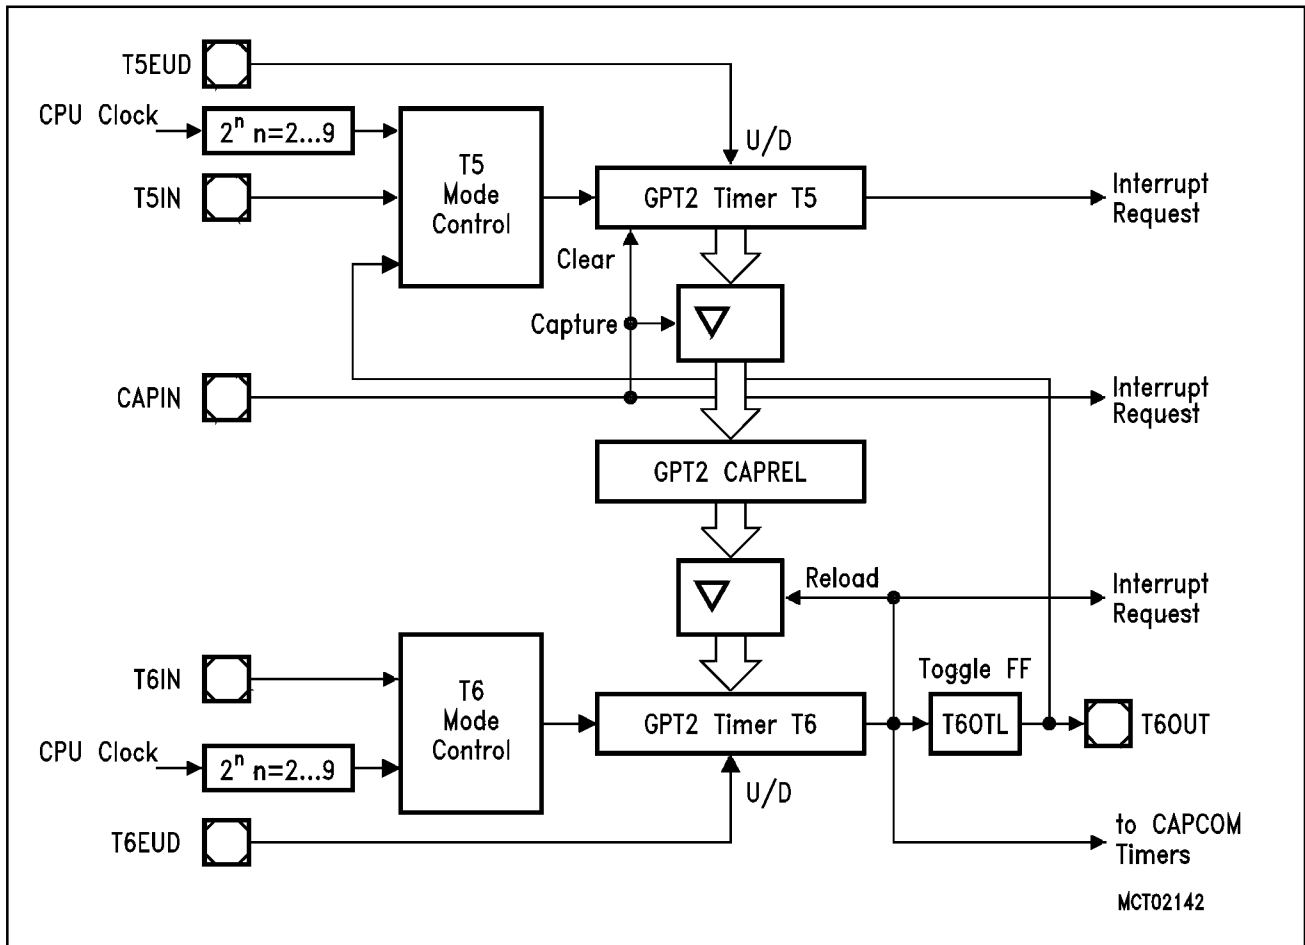 T5EUD
CPU Clock
2ⁿ n=2...9
T5
Mode
Control
U/D
T5IN
GPT2 Timer T5
Interrupt
Request
Clear
Capture
CAPIN
Interrupt
Request
GPT2 CAPREL
Reload
Interrupt
Request
T6IN
T6
Mode
Control
Toggle FF
GPT2 Timer T6
T6OTL
T6OUT
CPU Clock
2ⁿ n=2...9
U/D
T6EUD
to CAPCOM
Timers
MCT02142